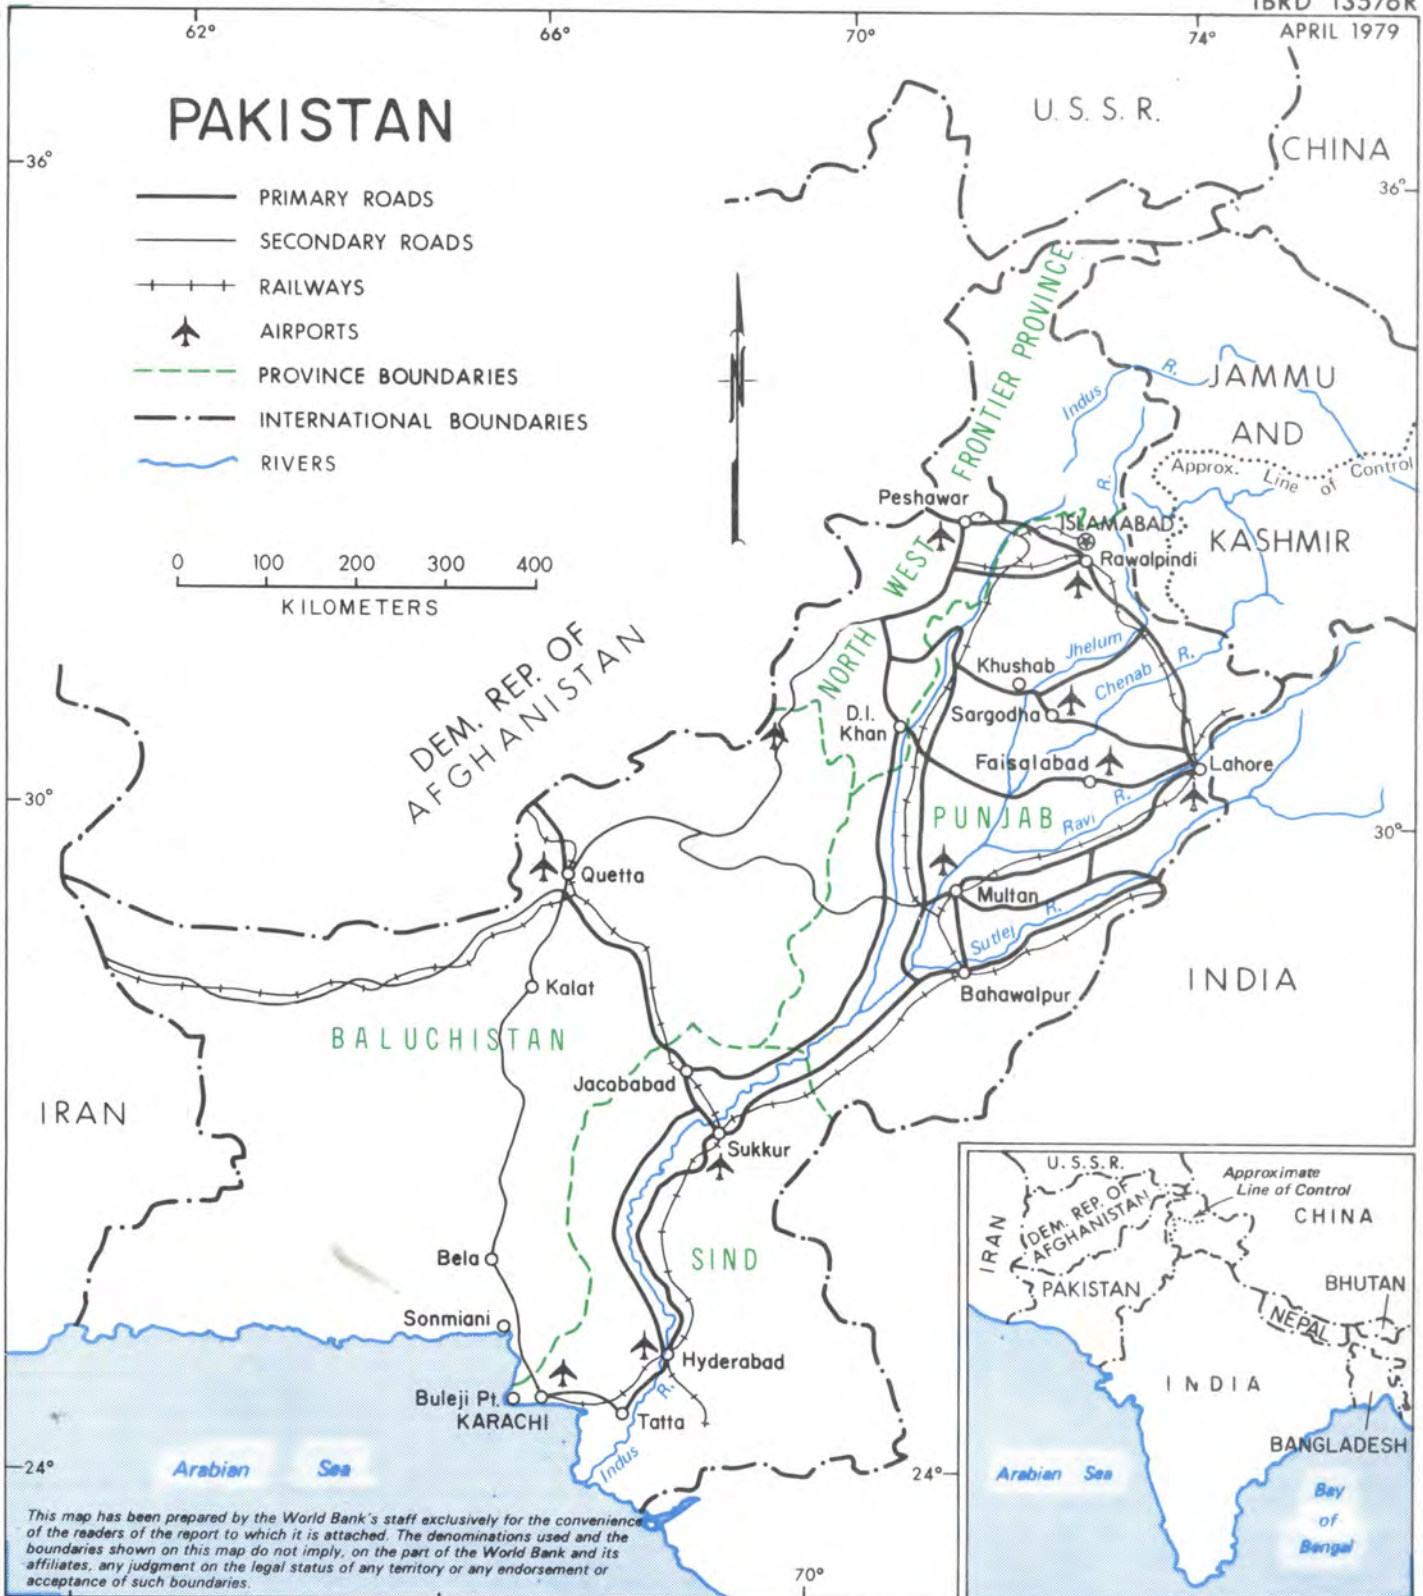 IBRD 13576R
APRIL 1979
62°
66°
70°
74°
PAKISTAN
PRIMARY ROADS
SECONDARY ROADS
RAILWAYS
AIRPORTS
PROVINCE BOUNDARIES
INTERNATIONAL BOUNDARIES
RIVERS
0 100 200 300 400
KILOMETERS
36°
36°
30°
30°
24°
24°
70°
U.S.S.R.
CHINA
JAMMU
AND
KASHMIR
Approx. Line of Control
DEM. REP. OF
AFGHANISTAN
NORTH WEST FRONTIER PROVINCE
Indus R.
R.
Peshawar
ISLAMABAD
Rawalpindi
Jhelum
Khushab
Chenab R.
D.I.
Khan
Sargodha
Faisalabad
Lahore
PUNJAB
Ravi R.
Quetta
Multan
Sutlej R.
Kalat
Bahawalpur
INDIA
BALUCHISTAN
Jacobabad
IRAN
Sukkur
SIND
Bela
Sonmiani
Hyderabad
Buleji Pt.
KARACHI
Tatta
Indus R.
Arabian Sea
This map has been prepared by the World Bank's staff exclusively for the convenience
of the readers of the report to which it is attached. The denominations used and the
boundaries shown on this map do not imply, on the part of the World Bank and its
affiliates, any judgment on the legal status of any territory or any endorsement or
acceptance of such boundaries.
U.S.S.R.
Approximate
Line of Control
IRAN
DEM. REP. OF
AFGHANISTAN
CHINA
PAKISTAN
BHUTAN
NEPAL
INDIA
BANGLADESH
Arabian Sea
Bay
of
Bengal